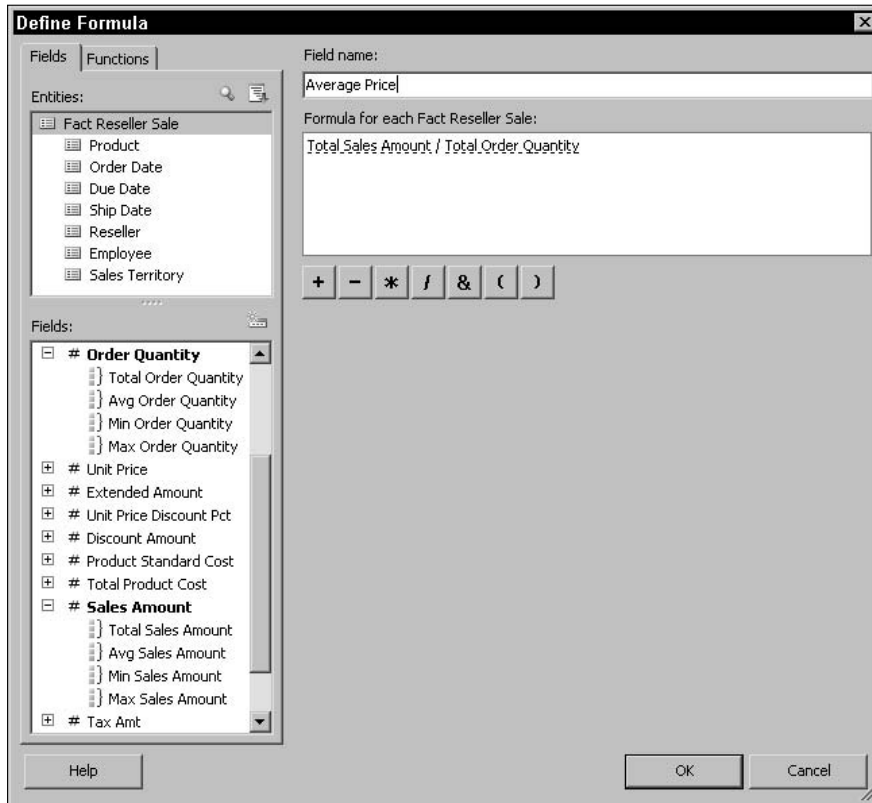 Define Formula
Fields
Functions
Entities:
Fact Reseller Sale
Product
Order Date
Due Date
Ship Date
Reseller
Employee
Sales Territory
Fields:
# Order Quantity
Total Order Quantity
Avg Order Quantity
Min Order Quantity
Max Order Quantity
# Unit Price
# Extended Amount
# Unit Price Discount Pct
# Discount Amount
# Product Standard Cost
# Total Product Cost
# Sales Amount
Total Sales Amount
Avg Sales Amount
Min Sales Amount
Max Sales Amount
# Tax Amt
Field name:
Average Price
Formula for each Fact Reseller Sale:
Total Sales Amount / Total Order Quantity
+ - * / & ( )
Help
OK
Cancel